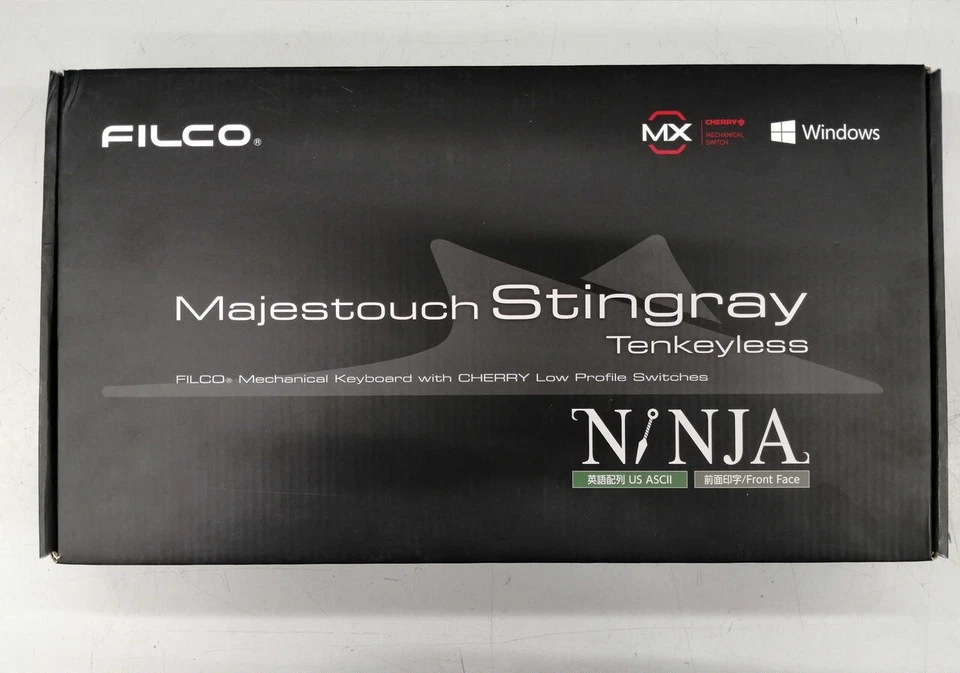 FILCO®
MX
CHERRY
MECHANICAL
SWITCH
Windows
Majestouch Stingray
Tenkeyless
FILCO® Mechanical Keyboard with CHERRY Low Profile Switches
NiNJA
英語配列 US ASCII
前面印字/Front Face